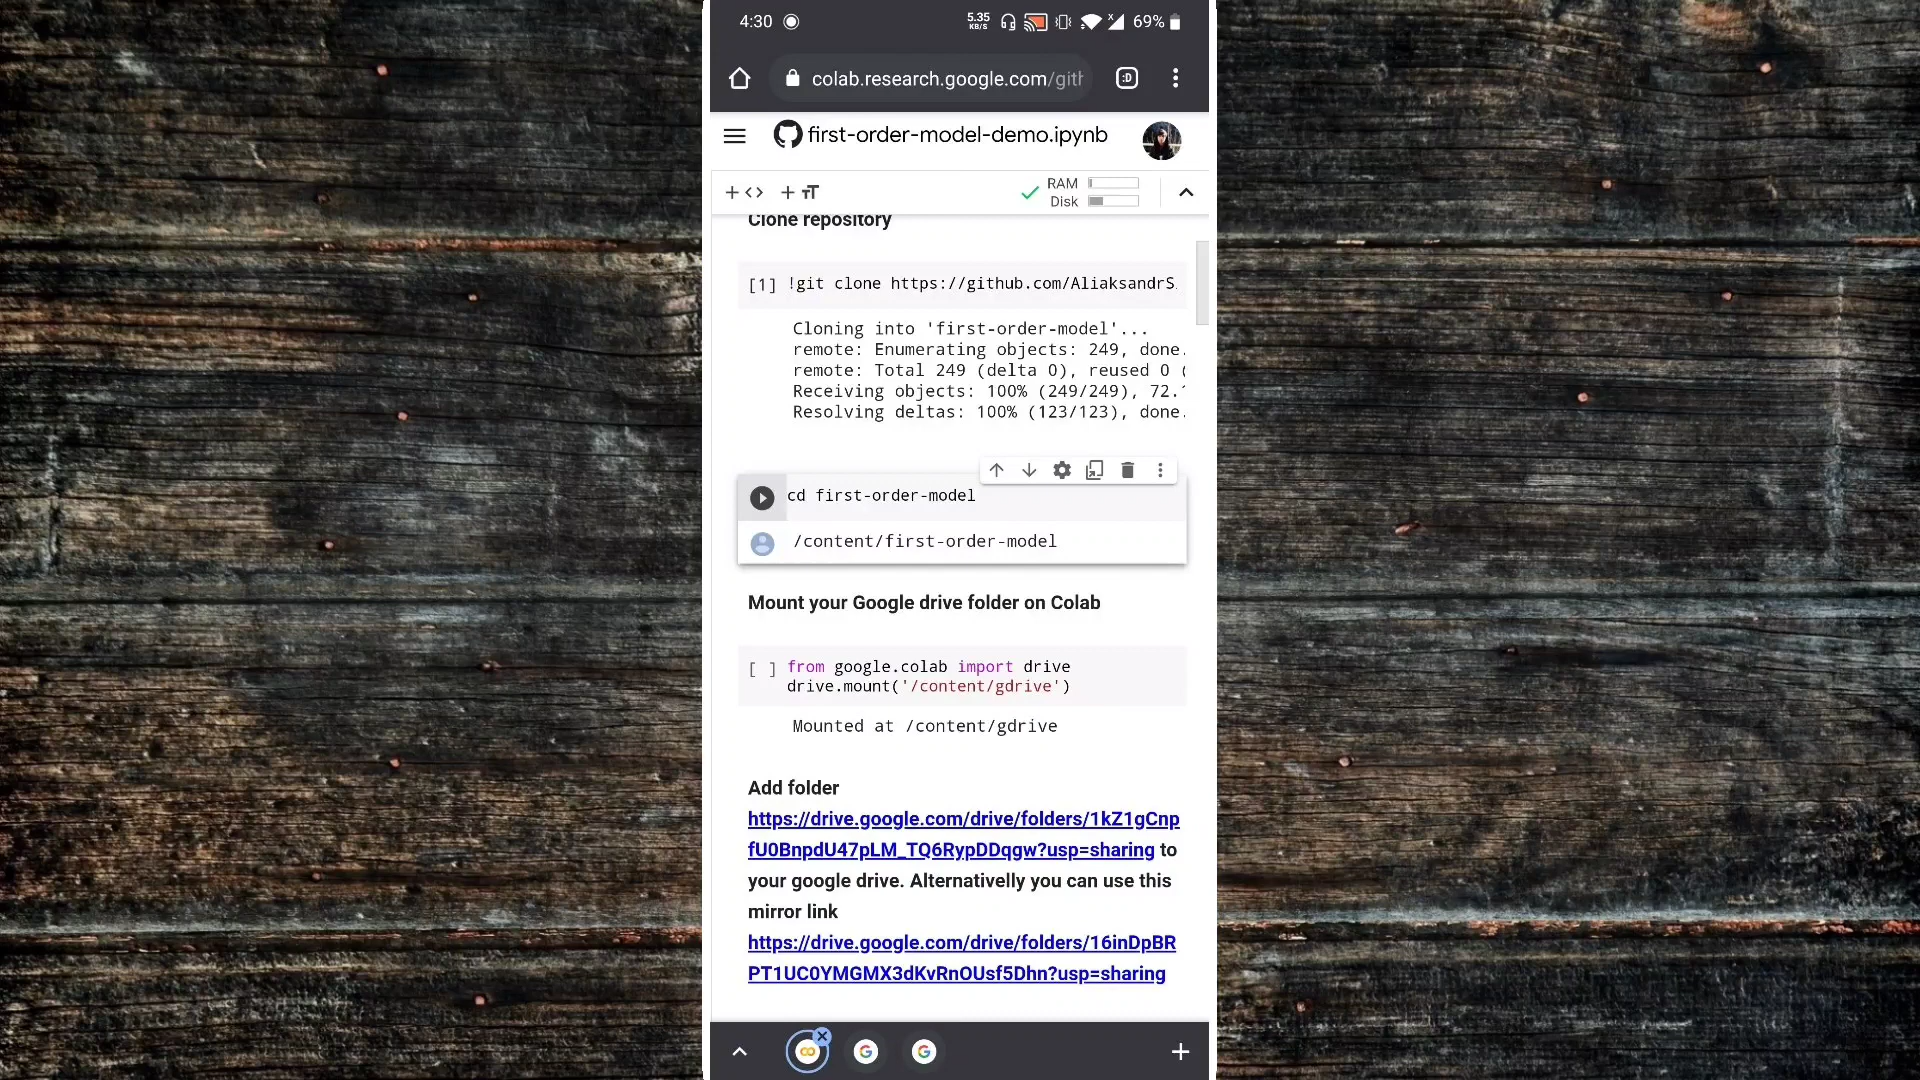 4:30
5.35
KB/S
69%
colab.research.google.com/gith
:D
first-order-model-demo.ipynb
RAM
Disk
Clone repository
[1] !git clone https://github.com/AliaksandrS
Cloning into 'first-order-model'...
remote: Enumerating objects: 249, done.
remote: Total 249 (delta 0), reused 0 (
Receiving objects: 100% (249/249), 72.
Resolving deltas: 100% (123/123), done.
cd first-order-model
/content/first-order-model
Mount your Google drive folder on Colab
[ ] from google.colab import drive
drive.mount('/content/gdrive')
Mounted at /content/gdrive
Add folder
https://drive.google.com/drive/folders/1kZ1gCnp
fU0BnpdU47pLM_TQ6RypDDqgw?usp=sharing to
your google drive. Alternativelly you can use this
mirror link
https://drive.google.com/drive/folders/16inDpBR
PT1UC0YMGMX3dKvRnOUsf5Dhn?usp=sharing